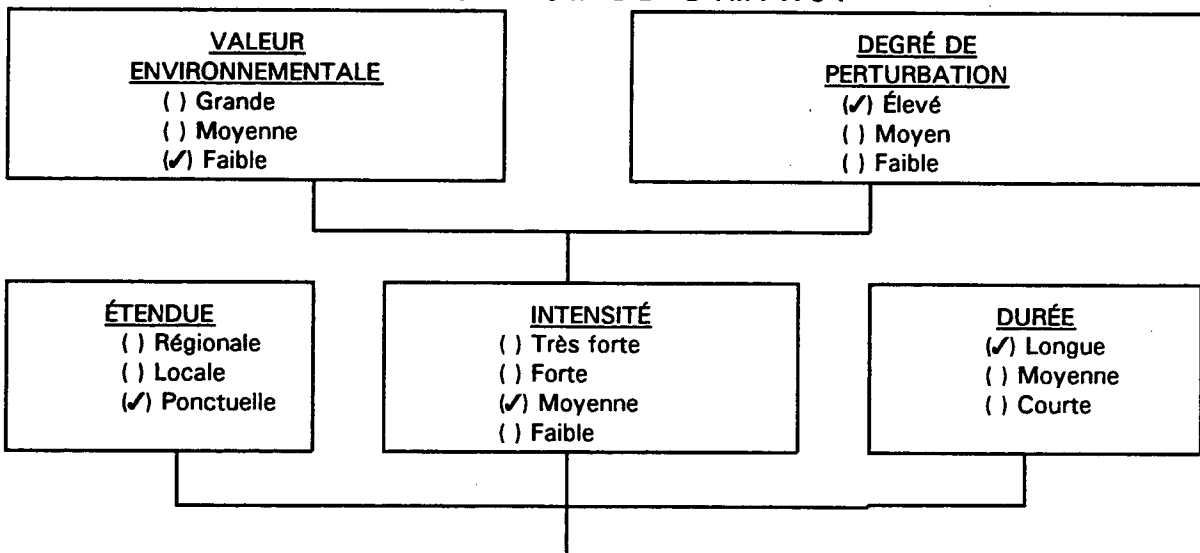 VALEUR
ENVIRONNEMENTALE
( ) Grande
( ) Moyenne
(✓) Faible
DEGRÉ DE
PERTURBATION
(✓) Élevé
( ) Moyen
( ) Faible
ÉTENDUE
( ) Régionale
( ) Locale
(✓) Ponctuelle
INTENSITÉ
( ) Très forte
( ) Forte
(✓) Moyenne
( ) Faible
DURÉE
(✓) Longue
( ) Moyenne
( ) Courte